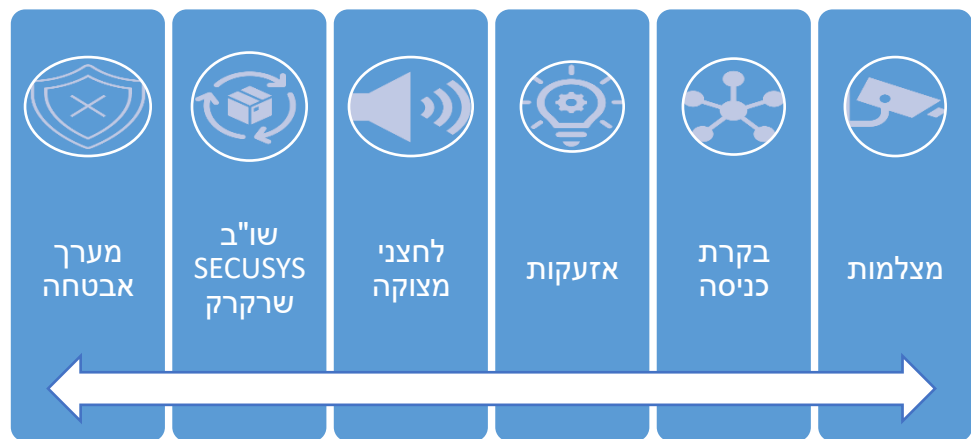 מצלמות
בקרת
כניסה
אזעקות
לחצני
מצוקה
שו"ב
SECUSYS
שרקרק
מערך
אבטחה